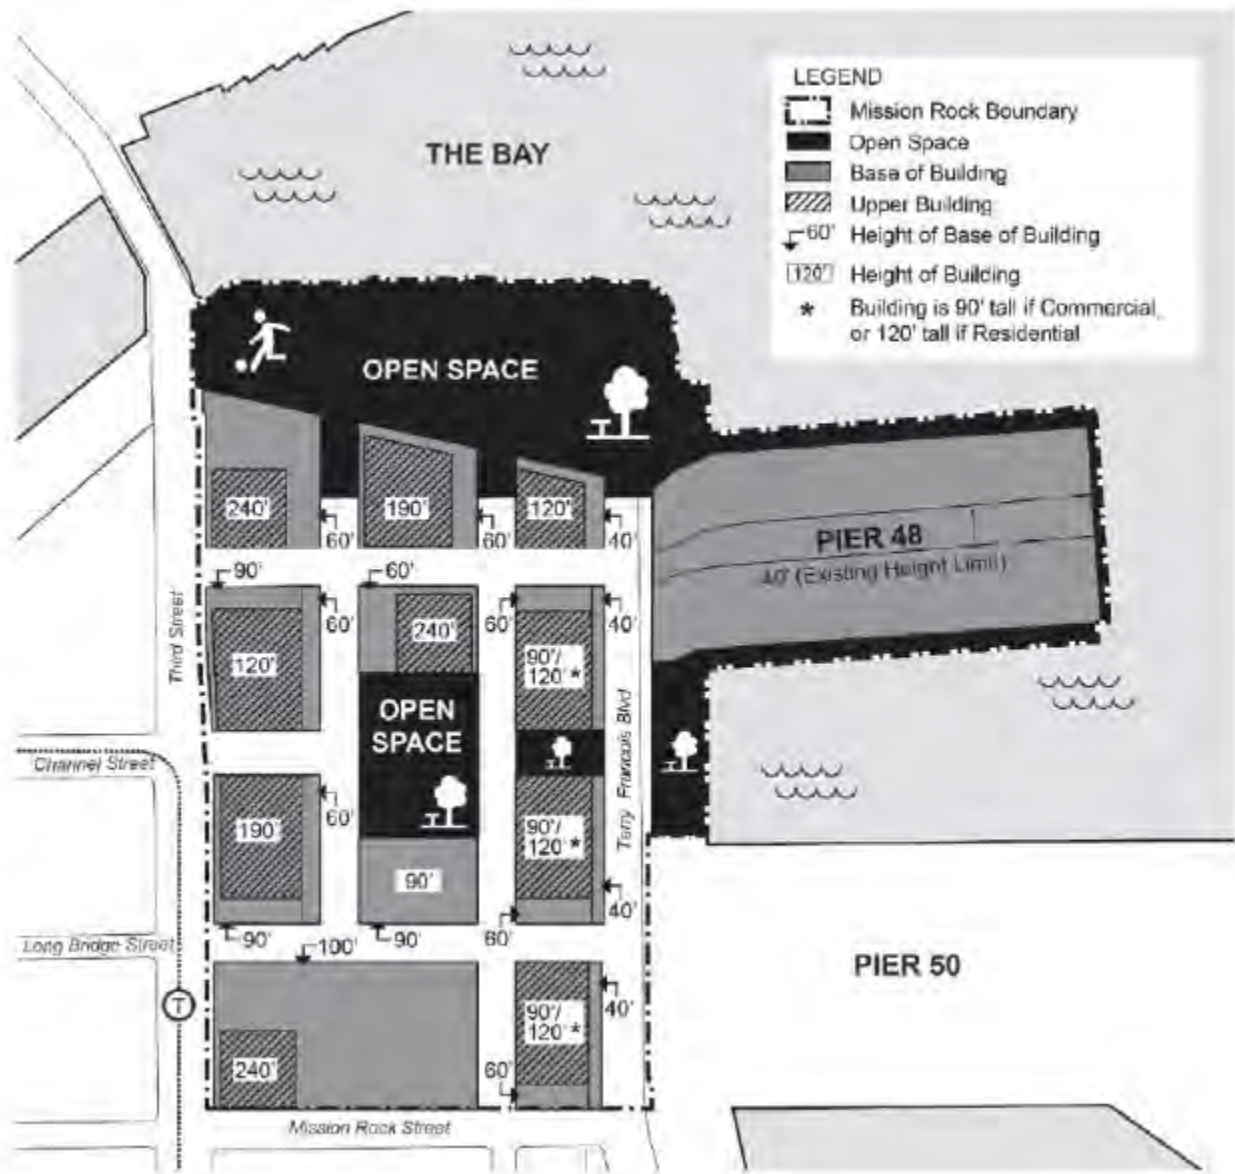 LEGEND
Mission Rock Boundary
Open Space
Base of Building
Upper Building
60' Height of Base of Building
120' Height of Building
* Building is 90' tall if Commercial,
or 120' tall if Residential
THE BAY
OPEN SPACE
240'
60'
190'
60'
120'
40'
PIER 48
40' (Existing Height Limit)
90'
60'
60'
240'
60'
40'
120'
90'/
120' *
Third Street
OPEN
SPACE
Terry Francois Blvd
Channel Street
190'
60'
90'/
120' *
90'
40'
90'
90'
60'
Long Bridge Street
100'
PIER 50
T
90'/
120' *
40'
240'
60'
Mission Rock Street